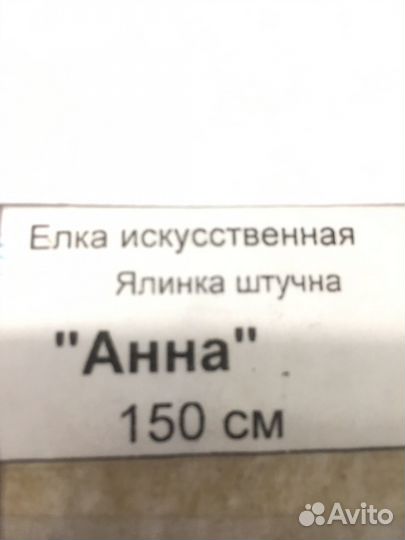 Елка искусственная
Ялинка штучна
"Анна"
150 см
Avito